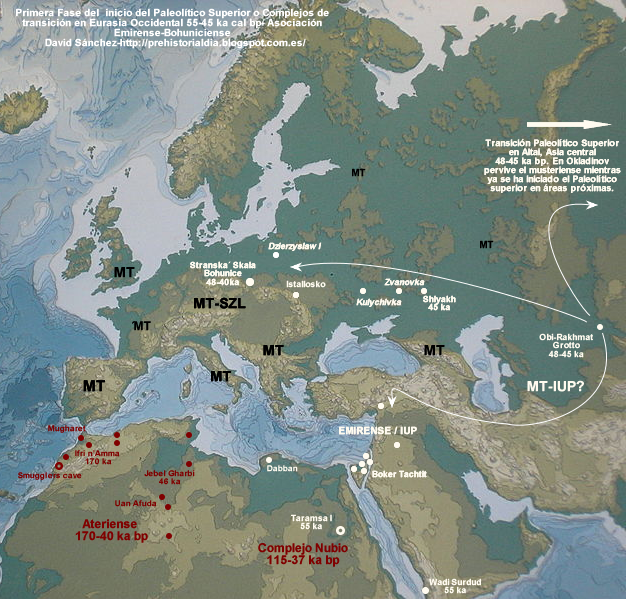 Primera Fase del inicio del Paleolítico Superior o Complejos de
transición en Eurasia Occidental 55-45 ka cal bp. Asociación
Emirense-Bohuniciense
David Sánchez-http://prehistorialdia.blogspot.com.es/
Transición Paleolítico Superior
en Altai, Asia central
48-45 ka bp. En Okladinov
pervive el musteriense mientras
ya se ha iniciado el Paleolítico
superior en áreas próximas.
MT
MT
Dzierzyslaw I
Stranska´ Skala
Bohunice
48-40ka
MT
Istallosko
Zvanovka
Kulychivka
Shlyakh
45 ka
MT-SZL
MT
Obi-Rakhmat
Grotto
48-45 ka
MT
MT
MT
MT
MT-IUP?
Mugharet
EMIRENSE / IUP
Ifri n'Amma
170 ka
Smugglers cave
Jebel Gharbi
46 ka
Dabban
Boker Tachtit
Uan Afuda
Ateriense
170-40 ka bp
Taramsa I
55 ka
Complejo Nubio
115-37 ka bp
Wadi Surdud
55 ka